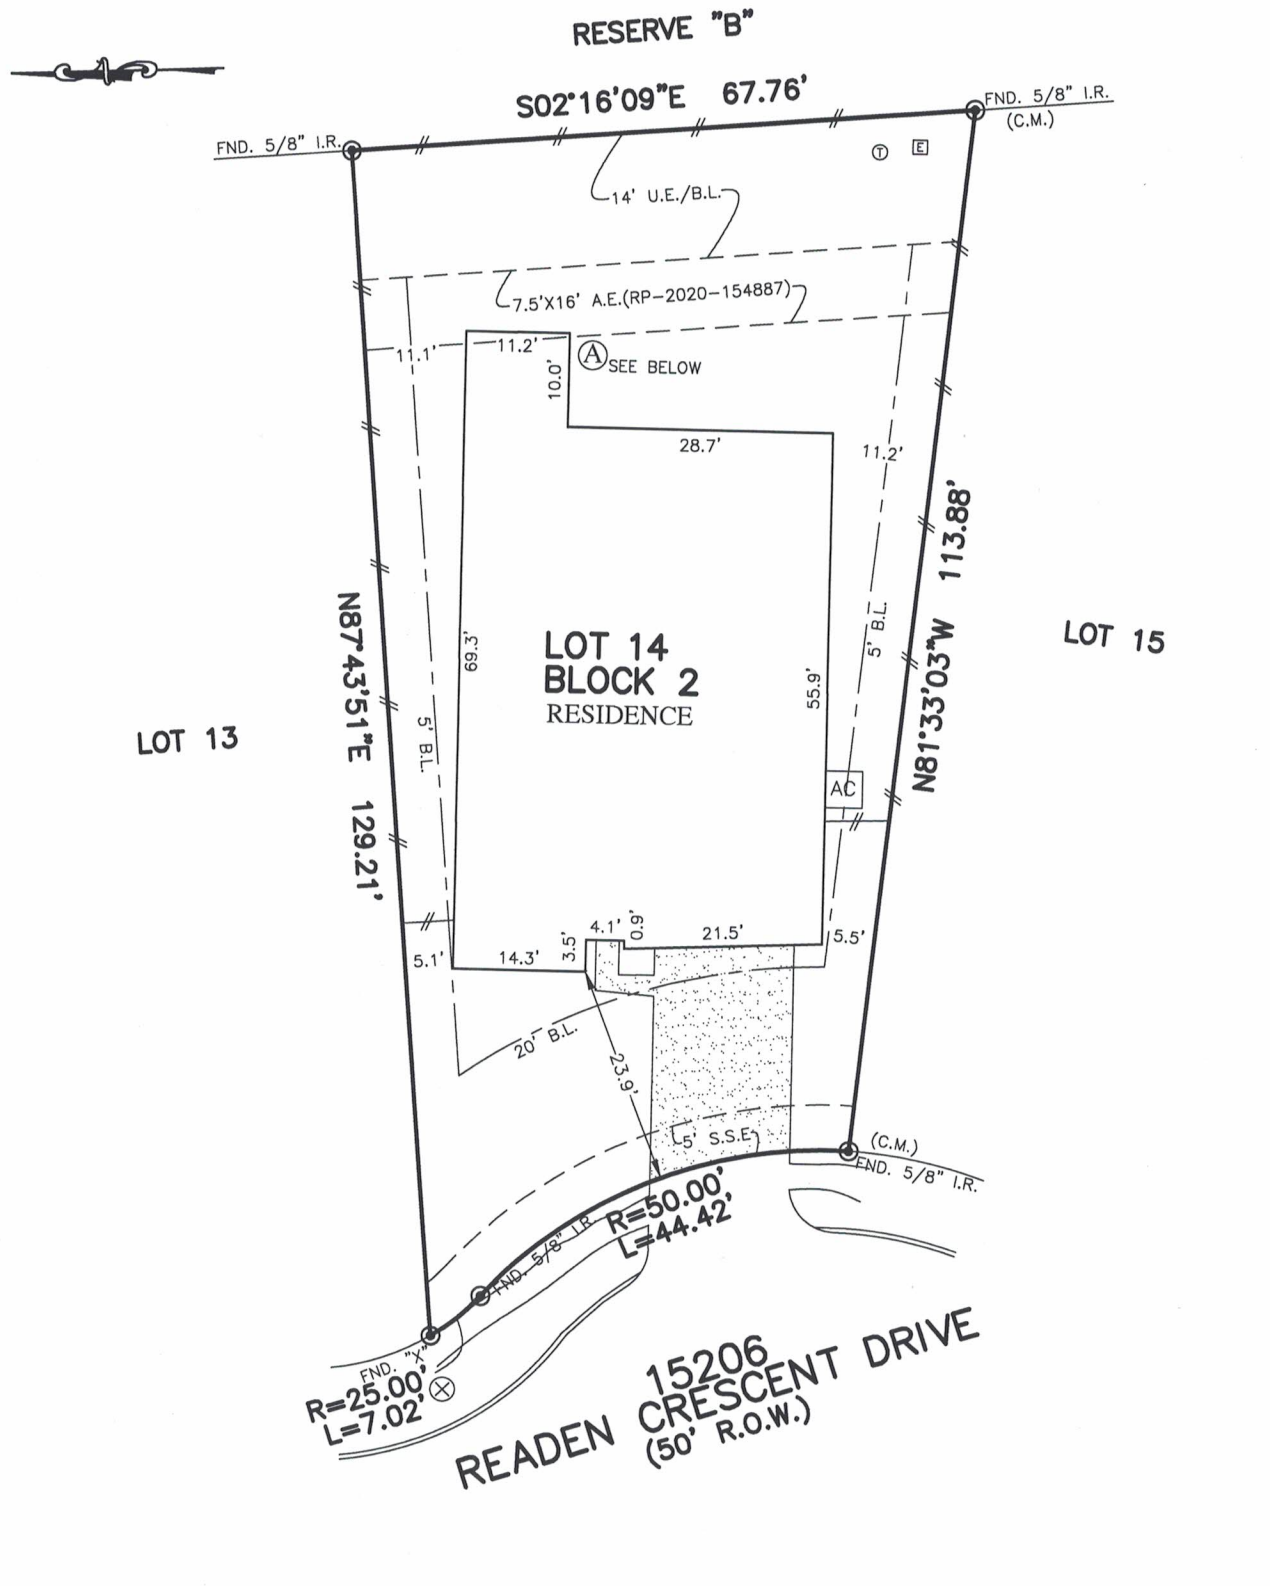 RESERVE "B"
S02°16'09"E 67.76'
FND. 5/8" I.R.
(C.M.)
FND. 5/8" I.R.
T
E
14' U.E./B.L.
7.5'X16' A.E.(RP-2020-154887)
11.1'
11.2'
10.0'
A
SEE BELOW
28.7'
11.2'
N81°33'03"W 113.88'
5' B.L.
69.3'
LOT 14
BLOCK 2
RESIDENCE
55.9'
LOT 15
N87°43'51"E 129.21'
5' B.L.
LOT 13
AC
4.1'
0.9'
21.5'
5.5'
5.1'
14.3'
3.5'
20' B.L.
23.9'
5' S.S.E
(C.M.)
FND. 5/8" I.R.
R=50.00'
L=44.42'
FND. 5/8" I.R.
FND. "X"
R=25.00'
L=7.02'
15206
READEN CRESCENT DRIVE
(50' R.O.W.)